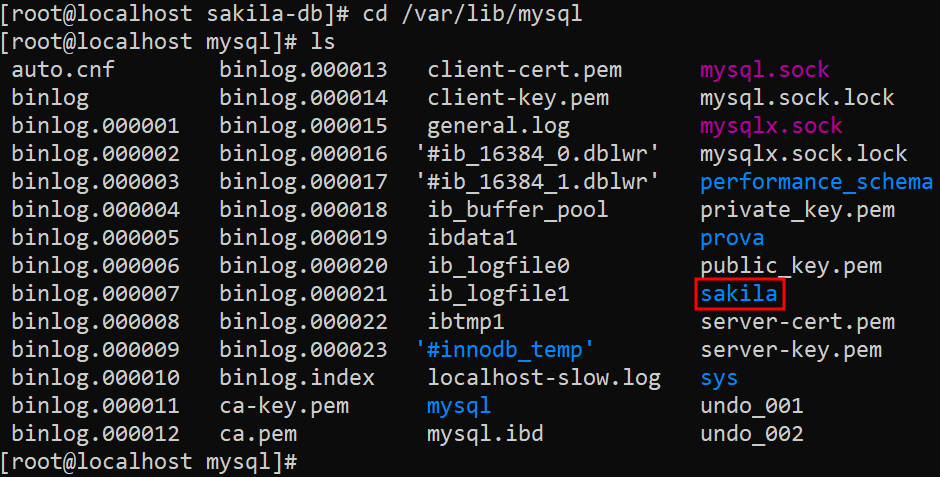 [root@localhost sakila-db]# cd /var/lib/mysql
[root@localhost mysql]# ls
auto.cnf binlog.000013 client-cert.pem mysql.sock
binlog binlog.000014 client-key.pem mysql.sock.lock
binlog.000001 binlog.000015 general.log mysqlx.sock
binlog.000002 binlog.000016 '#ib_16384_0.dblwr' mysqlx.sock.lock
binlog.000003 binlog.000017 '#ib_16384_1.dblwr' performance_schema
binlog.000004 binlog.000018 ib_buffer_pool private_key.pem
binlog.000005 binlog.000019 ibdata1 prova
binlog.000006 binlog.000020 ib_logfile0 public_key.pem
binlog.000007 binlog.000021 ib_logfile1 sakila
binlog.000008 binlog.000022 ibtmp1 server-cert.pem
binlog.000009 binlog.000023 '#innodb_temp' server-key.pem
binlog.000010 binlog.index localhost-slow.log sys
binlog.000011 ca-key.pem mysql undo_001
binlog.000012 ca.pem mysql.ibd undo_002
[root@localhost mysql]#